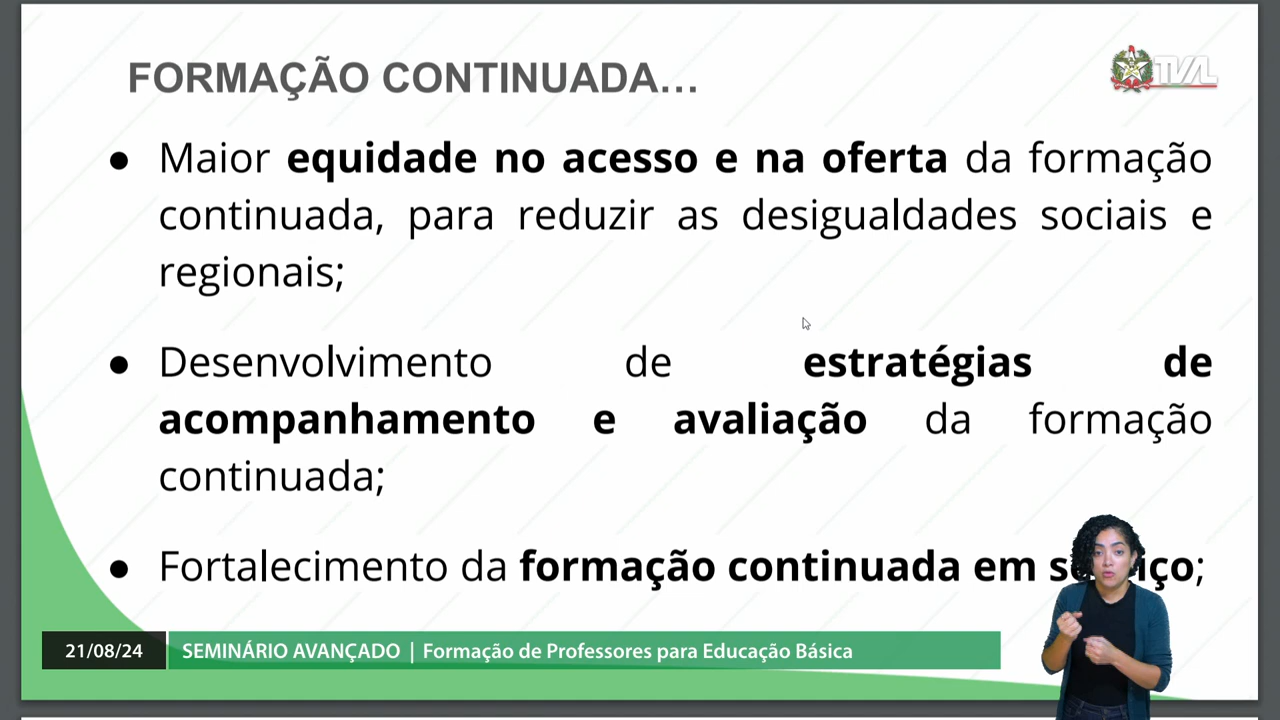 FORMAÇÃO CONTINUADA...
TVAL
● Maior equidade no acesso e na oferta da formação
continuada, para reduzir as desigualdades sociais e
regionais;
● Desenvolvimento de estratégias de
acompanhamento e avaliação da formação
continuada;
● Fortalecimento da formação continuada em
21/08/24 SEMINÁRIO AVANÇADO | Formação de Professores para Educação Básica